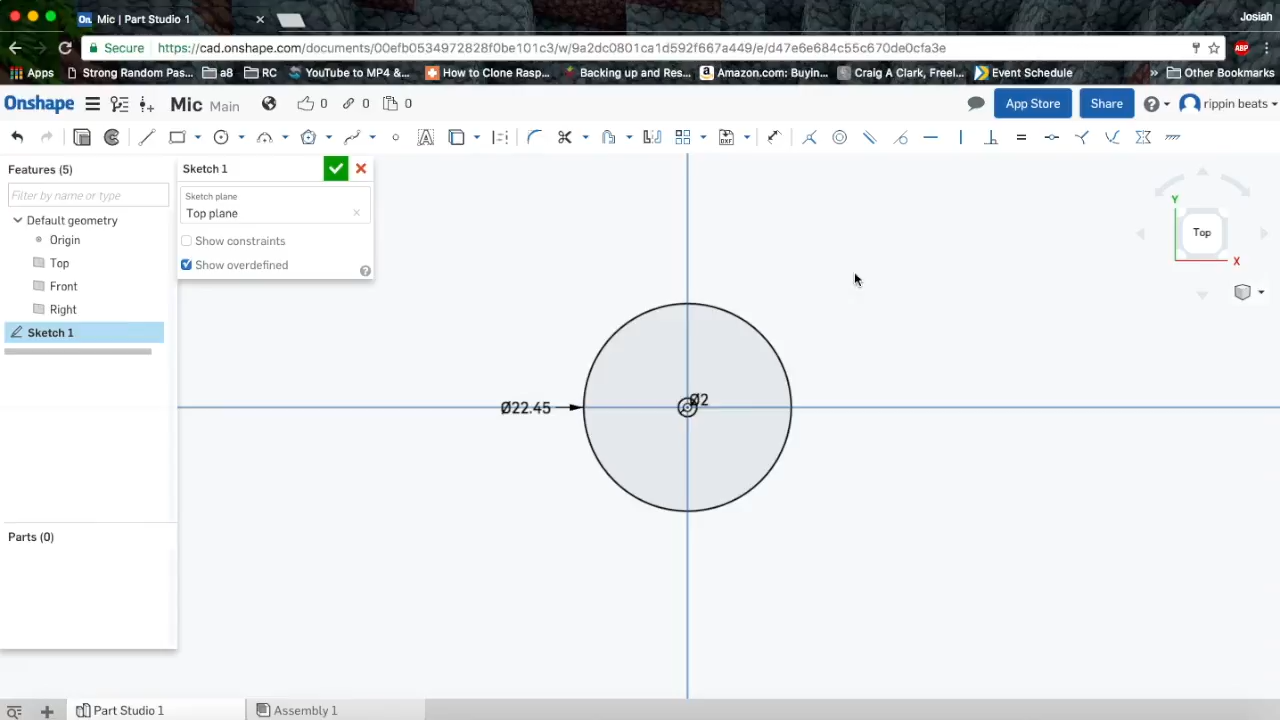 Mic | Part Studio 1
Josiah
Secure https://cad.onshape.com/documents/00efb0534972828f0be101c3/w/9a2dc0801ca1d592f667a449/e/d47e6e684c55c670de0cfa3e
ABP
Apps Strong Random Pas... a8 RC YouTube to MP4 &... How to Clone Rasp... Backing up and Res... Amazon.com: Buyin... Craig A Clark, Freel... Event Schedule » Other Bookmarks
Onshape Mic Main 0 0 0 App Store Share rippin beats
DXF
Features (5)
Filter by name or type
Default geometry
Origin
Top
Front
Right
Sketch 1
Parts (0)
Sketch 1
Sketch plane
Top plane
Show constraints
Show overdefined
Y
Top
X
Ø2
Ø22.45
Part Studio 1
Assembly 1